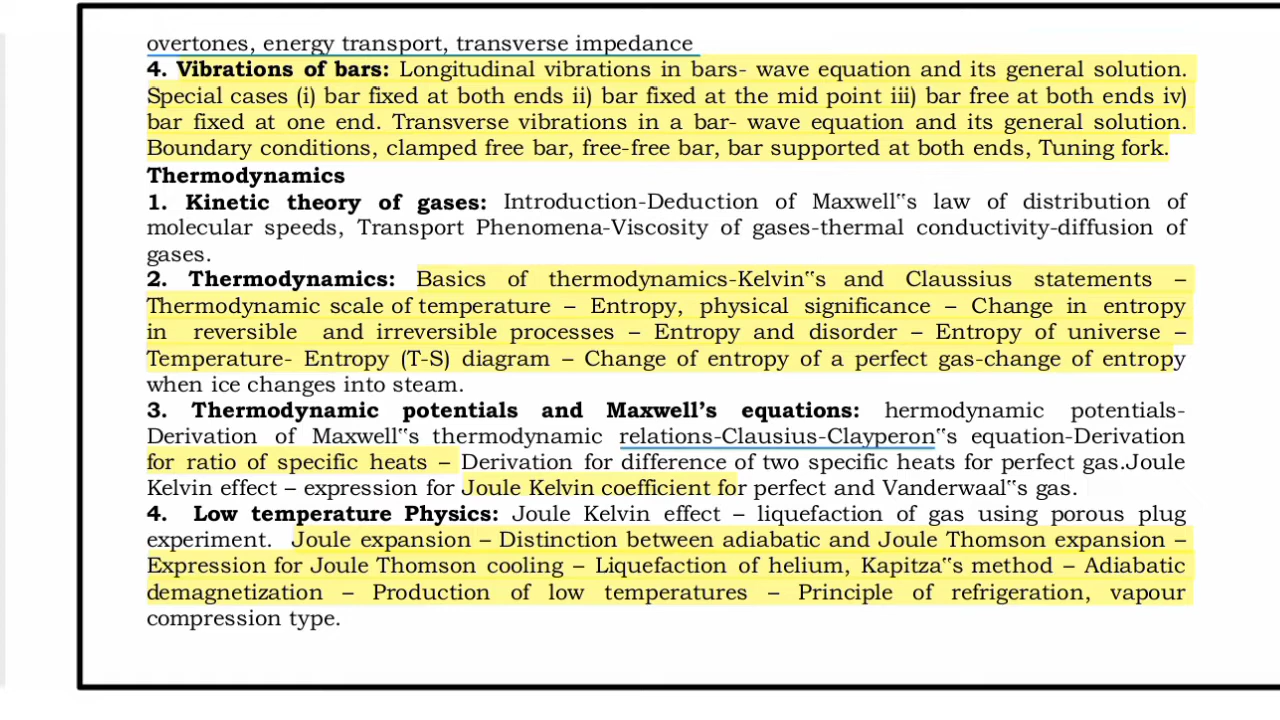 overtones, energy transport, transverse impedance
4. Vibrations of bars: Longitudinal vibrations in bars- wave equation and its general solution.
Special cases (i) bar fixed at both ends ii) bar fixed at the mid point iii) bar free at both ends iv)
bar fixed at one end. Transverse vibrations in a bar- wave equation and its general solution.
Boundary conditions, clamped free bar, free-free bar, bar supported at both ends, Tuning fork.
Thermodynamics
1. Kinetic theory of gases: Introduction-Deduction of Maxwell‟s law of distribution of
molecular speeds, Transport Phenomena-Viscosity of gases-thermal conductivity-diffusion of
gases.
2. Thermodynamics: Basics of thermodynamics-Kelvin‟s and Claussius statements –
Thermodynamic scale of temperature – Entropy, physical significance – Change in entropy
in reversible and irreversible processes – Entropy and disorder – Entropy of universe –
Temperature- Entropy (T-S) diagram – Change of entropy of a perfect gas-change of entropy
when ice changes into steam.
3. Thermodynamic potentials and Maxwell's equations: hermodynamic potentials-
Derivation of Maxwell‟s thermodynamic relations-Clausius-Clayperon‟s equation-Derivation
for ratio of specific heats – Derivation for difference of two specific heats for perfect gas.Joule
Kelvin effect – expression for Joule Kelvin coefficient for perfect and Vanderwaal‟s gas.
4. Low temperature Physics: Joule Kelvin effect – liquefaction of gas using porous plug
experiment. Joule expansion – Distinction between adiabatic and Joule Thomson expansion –
Expression for Joule Thomson cooling – Liquefaction of helium, Kapitza‟s method – Adiabatic
demagnetization – Production of low temperatures – Principle of refrigeration, vapour
compression type.